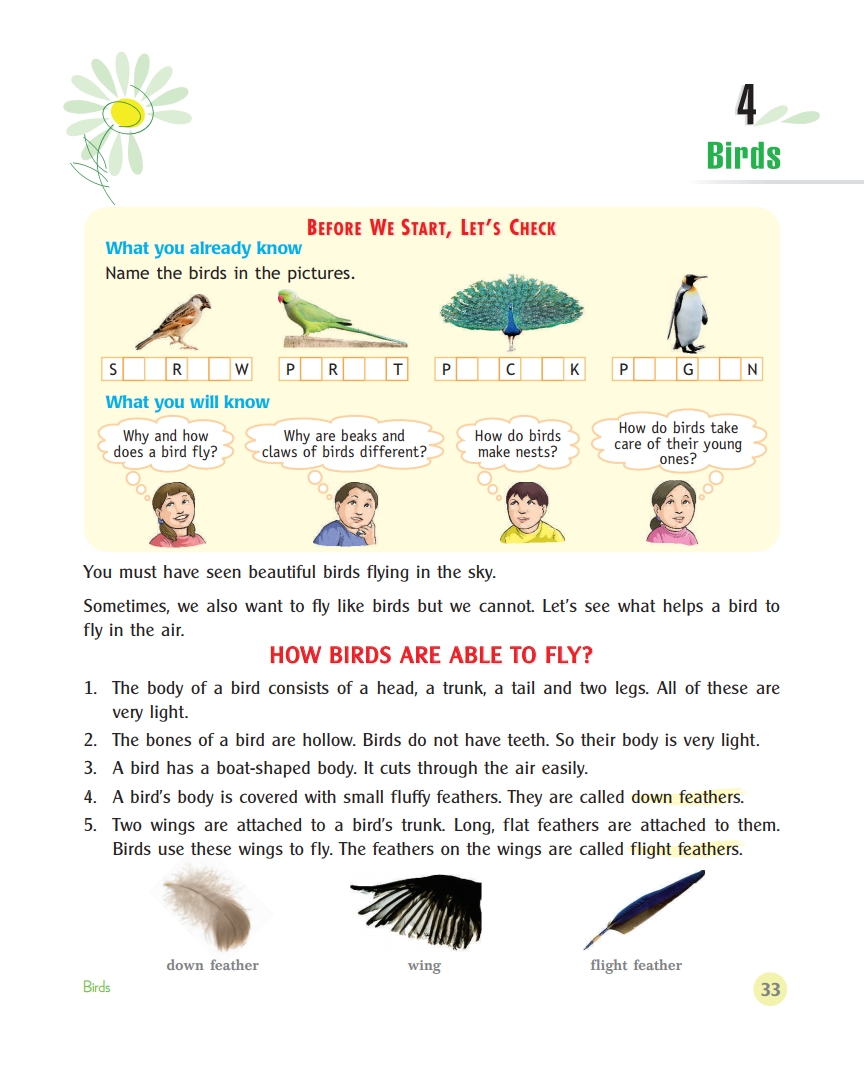 4
Birds
BEFORE WE START, LET'S CHECK
What you already know
Name the birds in the pictures.
S R W
P R T
P C K
P G N
What you will know
Why and how
does a bird fly?
Why are beaks and
claws of birds different?
How do birds
make nests?
How do birds take
care of their young
ones?
You must have seen beautiful birds flying in the sky.
Sometimes, we also want to fly like birds but we cannot. Let's see what helps a bird to
fly in the air.
HOW BIRDS ARE ABLE TO FLY?
1. The body of a bird consists of a head, a trunk, a tail and two legs. All of these are
very light.
2. The bones of a bird are hollow. Birds do not have teeth. So their body is very light.
3. A bird has a boat-shaped body. It cuts through the air easily.
4. A bird's body is covered with small fluffy feathers. They are called down feathers.
5. Two wings are attached to a bird's trunk. Long, flat feathers are attached to them.
Birds use these wings to fly. The feathers on the wings are called flight feathers.
down feather
wing
flight feather
Birds
33